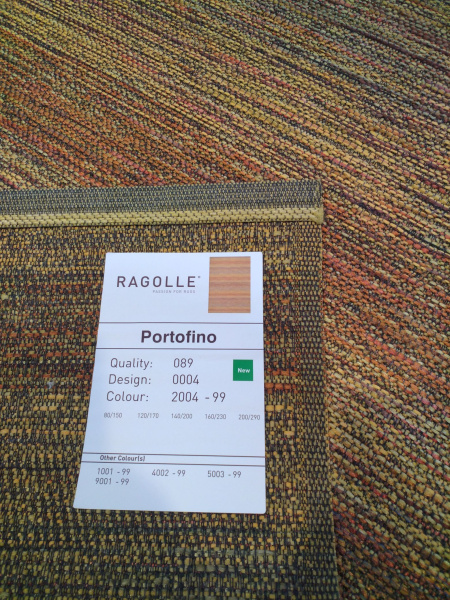 RAGOLLE®
PASSION FOR RUGS
Portofino
Quality: 089
New
Design: 0004
Colour: 2004 - 99
80/150 120/170 160/200 160/230 200/290
Other Colour(s)
1001 - 99 4002 - 99 5003 - 99
9001 - 99